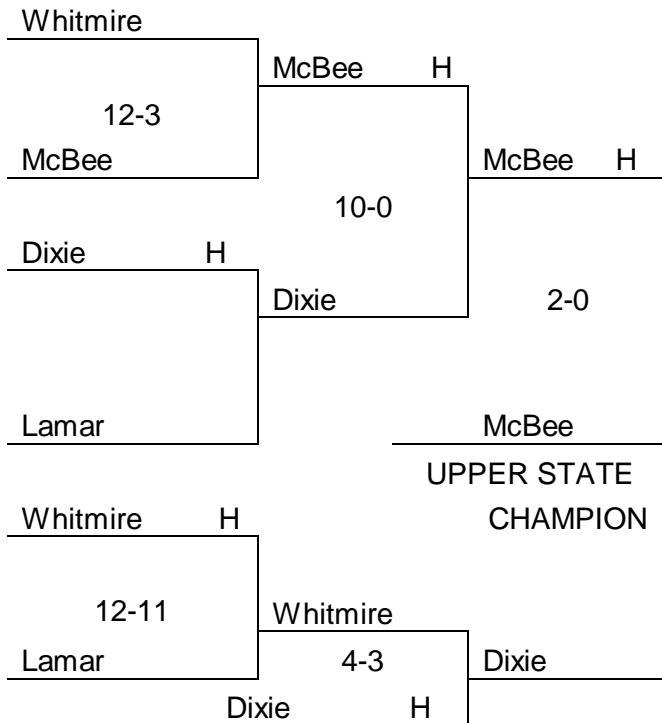 Whitmire
McBee H
12-3
McBee
McBee H
10-0
Dixie H
Dixie
2-0
Lamar
McBee
UPPER STATE
CHAMPION
Whitmire H
12-11
Whitmire
Lamar
4-3
Dixie
Dixie H